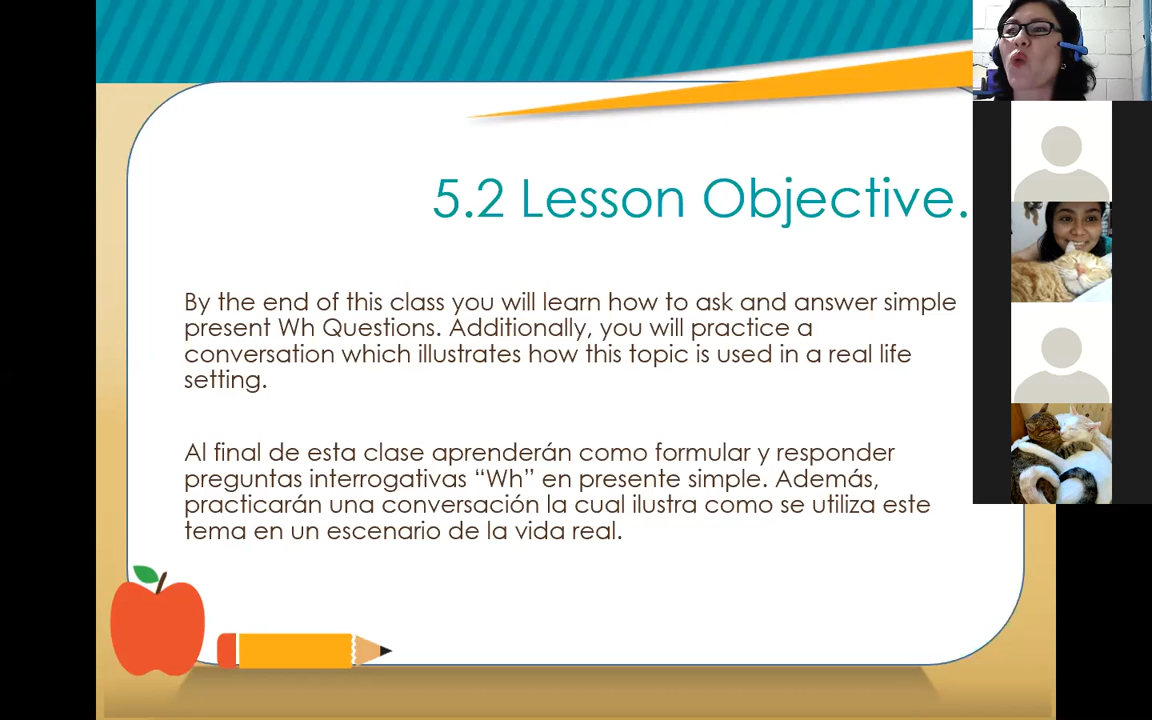 5.2 Lesson Objective.
By the end of this class you will learn how to ask and answer simple
present Wh Questions. Additionally, you will practice a
conversation which illustrates how this topic is used in a real life
setting.
Al final de esta clase aprenderán como formular y responder
preguntas interrogativas “Wh” en presente simple. Además,
practicarán una conversación la cual ilustra como se utiliza este
tema en un escenario de la vida real.